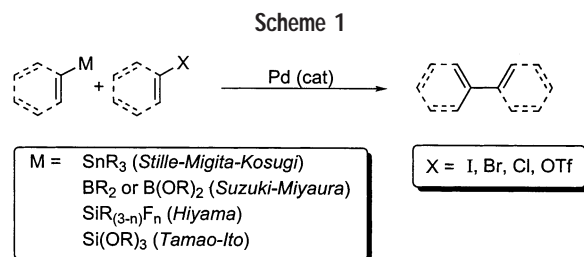 Scheme 1
M
+
X
Pd (cat)
M = SnR₃ (Stille-Migita-Kosugi)
BR₂ or B(OR)₂ (Suzuki-Miyaura)
SiR₍₃₋ₙ₎Fₙ (Hiyama)
Si(OR)₃ (Tamao-Ito)
X = I, Br, Cl, OTf